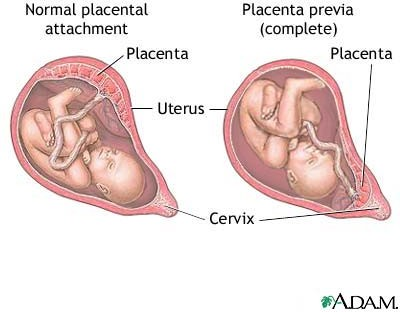 Normal placental
attachment
Placenta previa
(complete)
Placenta
Placenta
Uterus
Cervix
A.D.A.M.